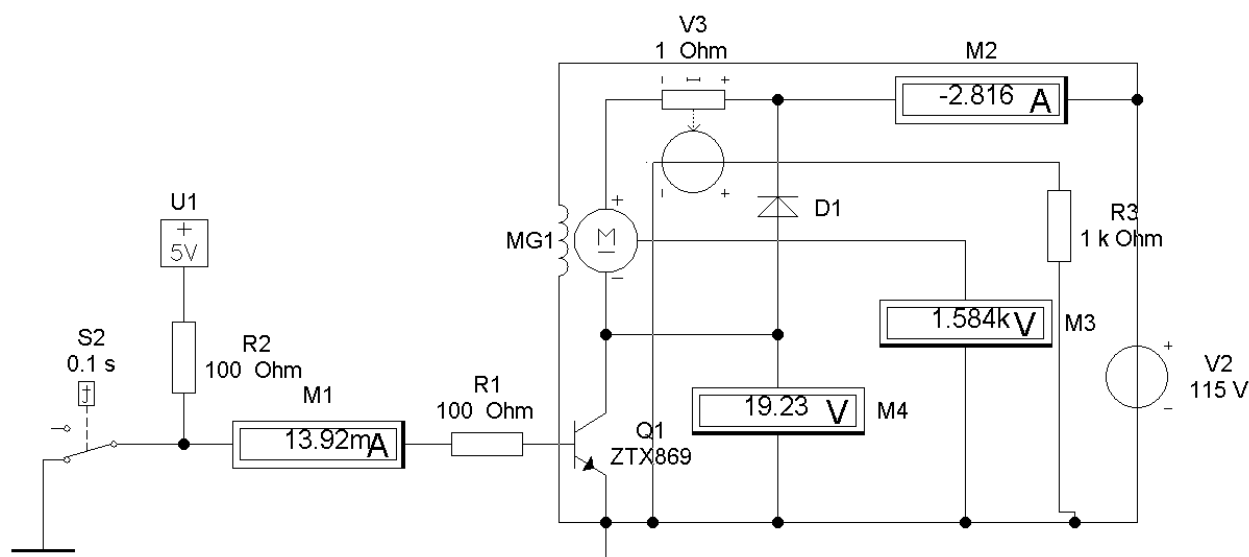 V3
1 Ohm
M2
-2.816 A
U1
+
5V
MG1
M
D1
R3
1 k Ohm
S2
0.1 s
R2
100 Ohm
M1
13.92mA
R1
100 Ohm
Q1
ZTX869
1.584k V
M3
19.23 V
M4
V2
115 V